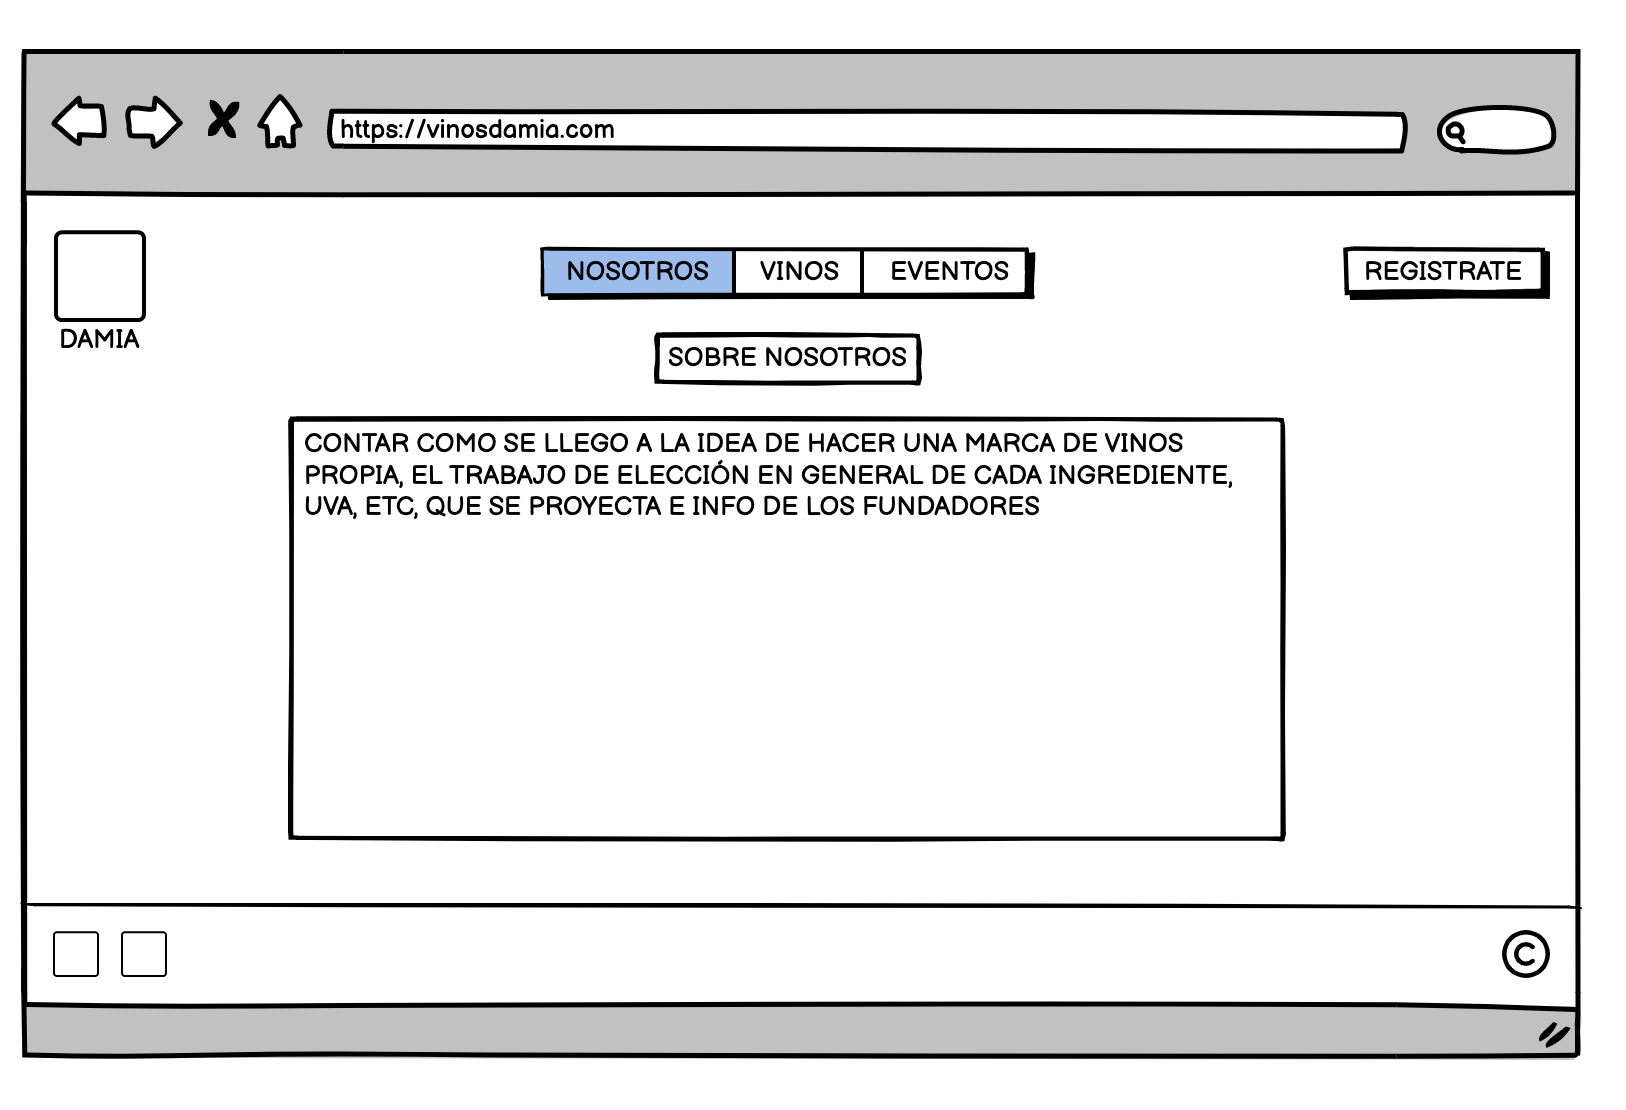 https://vinosdamia.com
NOSOTROS VINOS EVENTOS
REGISTRATE
DAMIA
SOBRE NOSOTROS
CONTAR COMO SE LLEGO A LA IDEA DE HACER UNA MARCA DE VINOS
PROPIA, EL TRABAJO DE ELECCIÓN EN GENERAL DE CADA INGREDIENTE,
UVA, ETC, QUE SE PROYECTA E INFO DE LOS FUNDADORES
©